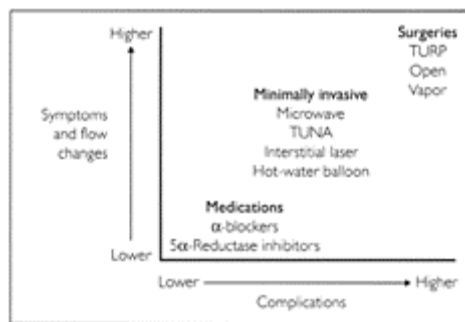 Higher
Surgeries
TURP
Open
Vapor
Minimally invasive
Microwave
TUNA
Interstitial laser
Hot-water balloon
Symptoms
and flow
changes
Medications
α-blockers
5α-Reductase inhibitors
Lower
Lower
Higher
Complications